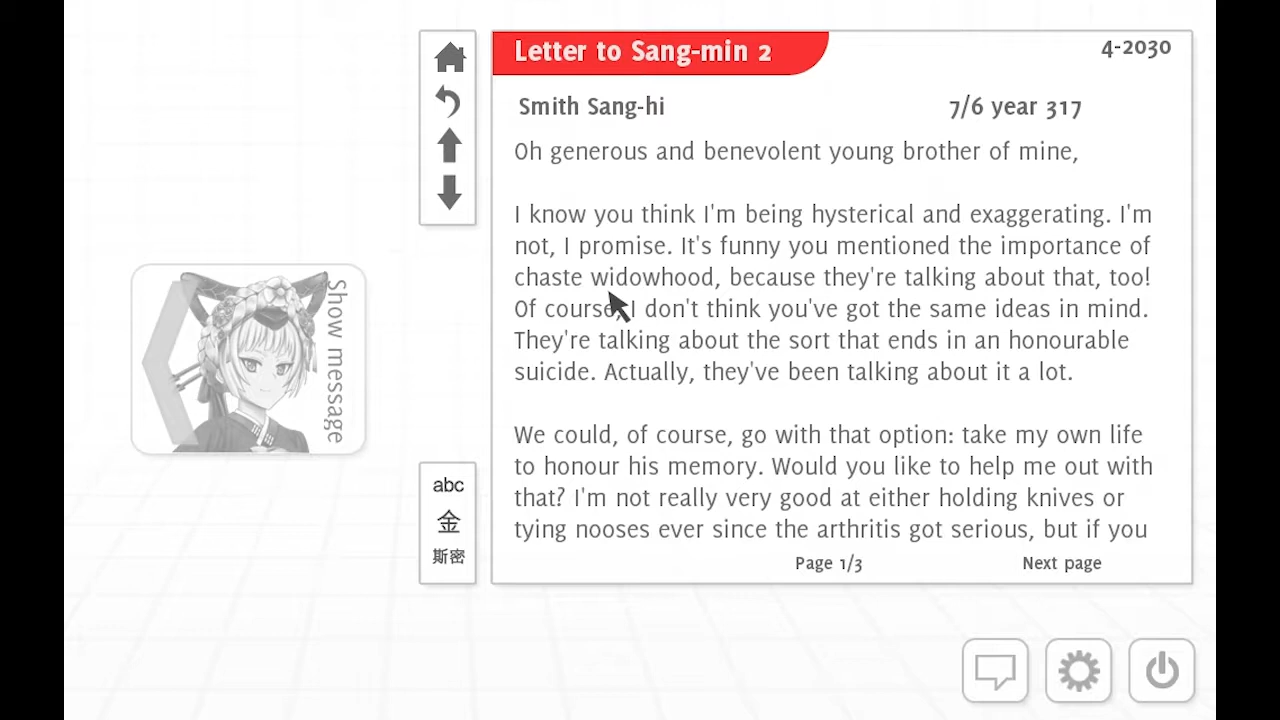 Letter to Sang-min 2
4-2030
Smith Sang-hi
7/6 year 317
Oh generous and benevolent young brother of mine,
I know you think I'm being hysterical and exaggerating. I'm
not, I promise. It's funny you mentioned the importance of
chaste widowhood, because they're talking about that, too!
Of course, I don't think you've got the same ideas in mind.
They're talking about the sort that ends in an honourable
suicide. Actually, they've been talking about it a lot.
We could, of course, go with that option: take my own life
to honour his memory. Would you like to help me out with
that? I'm not really very good at either holding knives or
tying nooses ever since the arthritis got serious, but if you
Page 1/3
Next page
Show message
abc
金
斯密